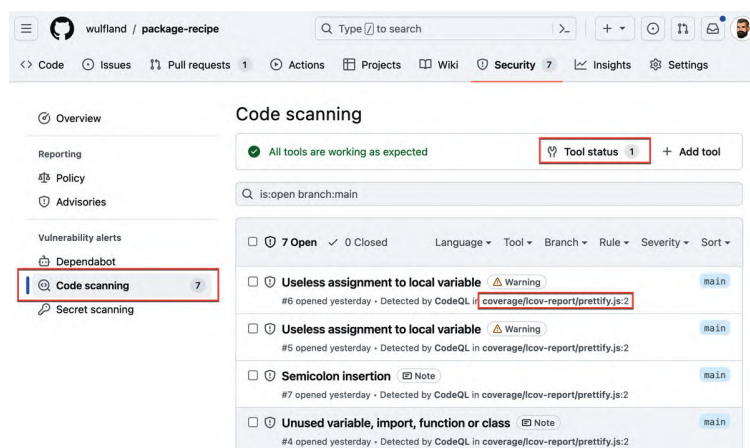 wulfland / package-recipe
Type / to search
Code Issues Pull requests 1 Actions Projects Wiki Security 7 Insights Settings
Overview
Reporting
Policy
Advisories
Vulnerability alerts
Dependabot
Code scanning 7
Secret scanning
Code scanning
All tools are working as expected Tool status 1 + Add tool
is:open branch:main
7 Open 0 Closed Language Tool Branch Rule Severity Sort
Useless assignment to local variable Warning main
#6 opened yesterday • Detected by CodeQL in coverage/lcov-report/prettify.js:2
Useless assignment to local variable Warning main
#5 opened yesterday • Detected by CodeQL in coverage/lcov-report/prettify.js:2
Semicolon insertion Note main
#7 opened yesterday • Detected by CodeQL in coverage/lcov-report/prettify.js:2
Unused variable, import, function or class Note main
#4 opened yesterday • Detected by CodeQL in coverage/lcov-report/prettify.js:2